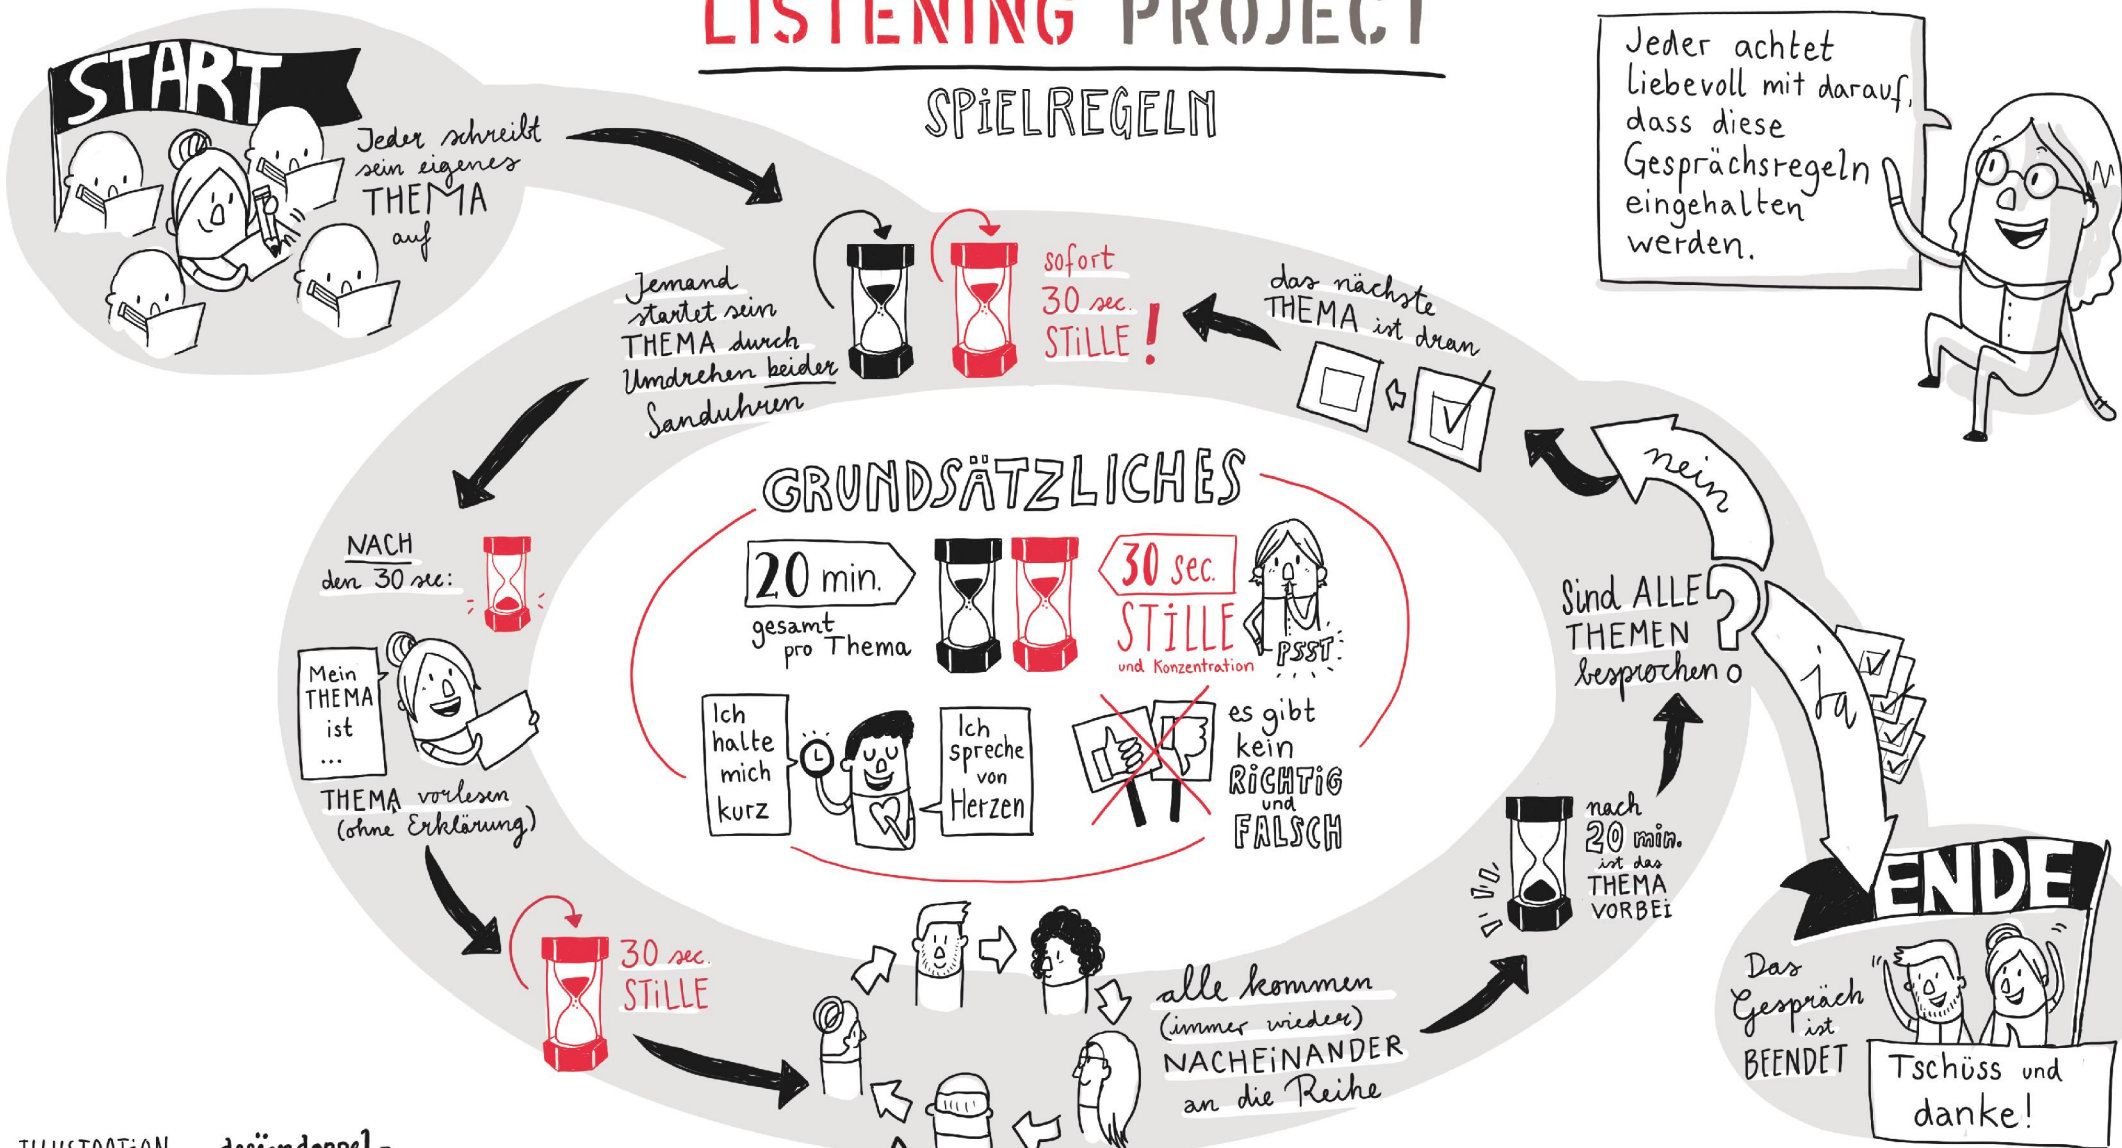 LISTENING PROJECT
SPiELREGELN
START
Jeder schreibt
sein eigenes
THEMA
auf
Jeder achtet
liebevoll mit darauf,
dass diese
Gesprächsregeln
eingehalten
werden.
Jemand
startet sein
THEMA durch
Umdrehen beider
Sanduhren
sofort
30 sec.
STiLLE!
das nächste
THEMA ist dran
nein
NACH
den 30 sec:
Mein
THEMA
ist
...
THEMA vorlesen
(ohne Erklärung)
30 sec.
STiLLE
GRUNDSÄTZLICHES
20 min.
gesamt
pro Thema
30 sec.
STiLLE
und Konzentration
PSST!
Ich
halte
mich
kurz
Ich
spreche
von
Herzen
es gibt
kein
RiCHTiG
und
FALSCH
alle kommen
(immer wieder)
NACHEiNANDER
an die Reihe
nach
20 min.
ist das
THEMA
VORBEi
Sind ALLE
THEMEN
besprochen?
ja
ENDE
Das
Gespräch
ist
BEENDET
Tschüss und
danke!
ILLUSTRATiON